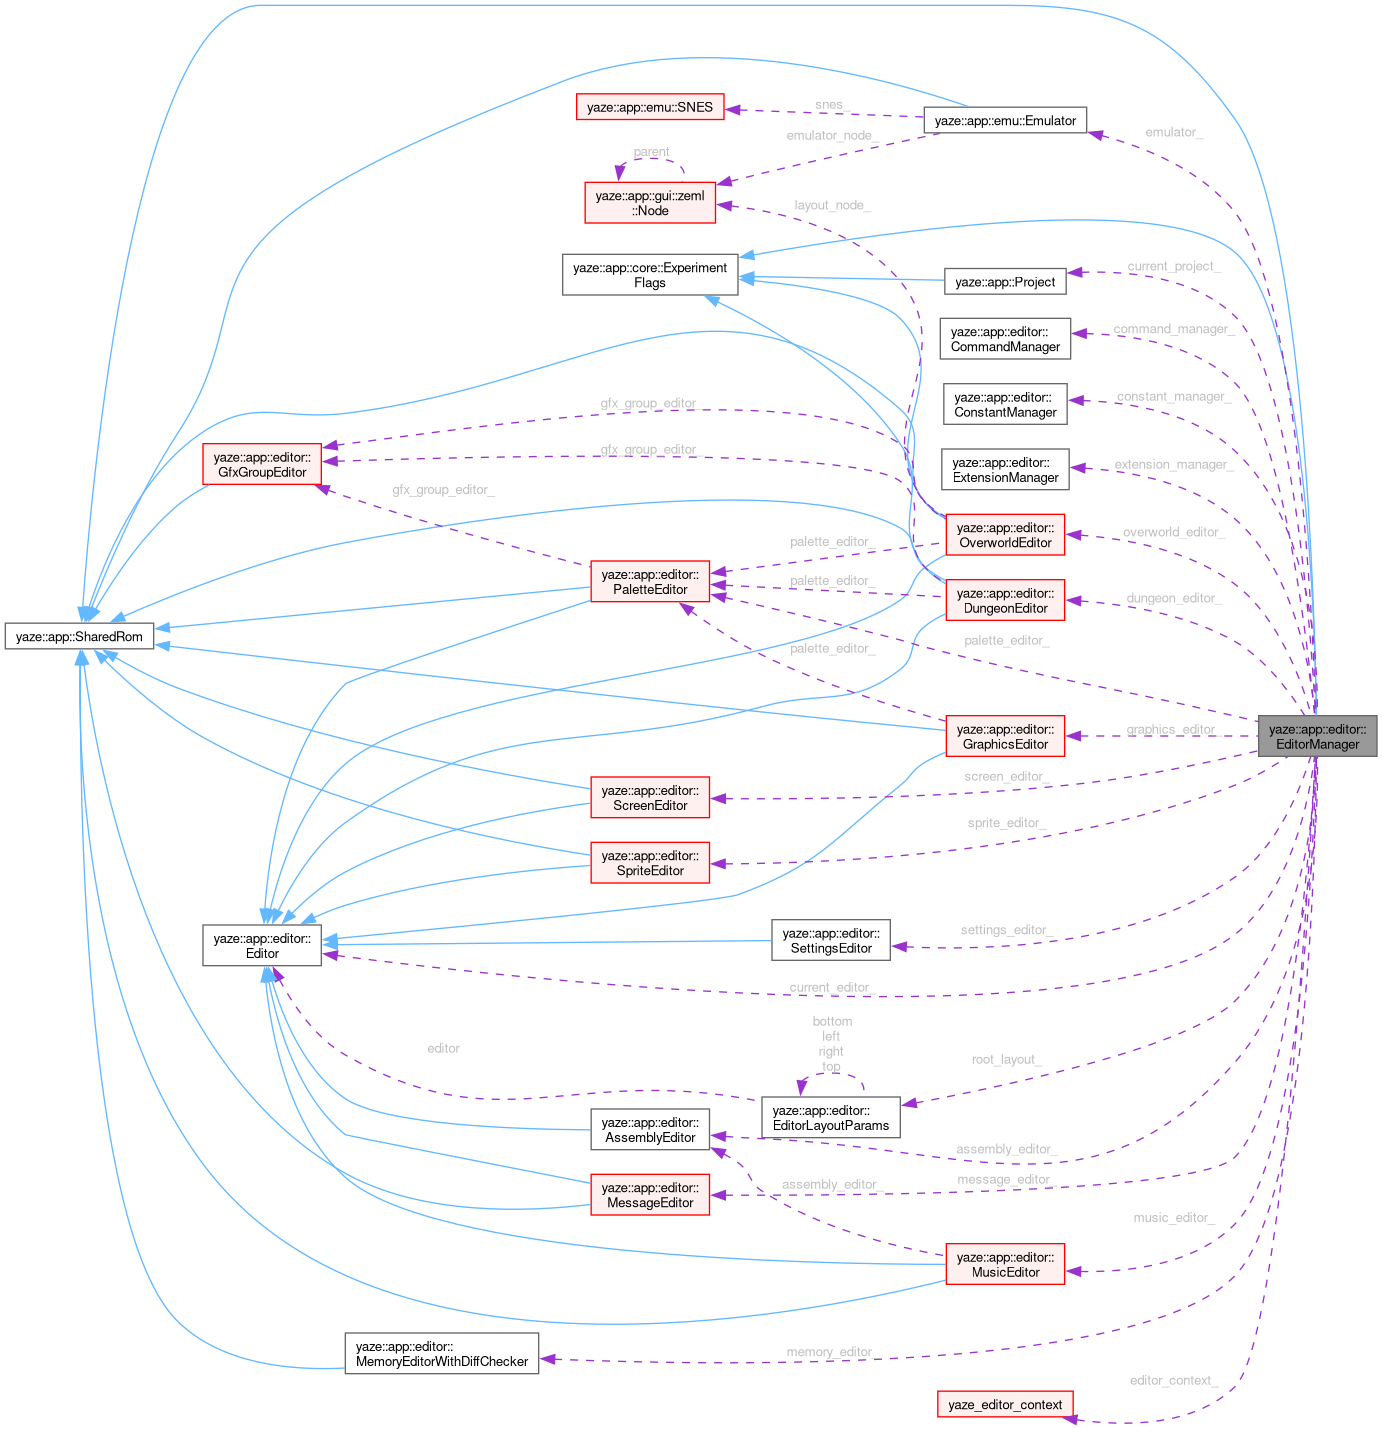 yaze::app::emu::SNES
snes_
yaze::app::emu::Emulator
emulator_
emulator_node_
parent
yaze::app::gui::zeml
::Node
layout_node_
yaze::app::core::Experiment
Flags
yaze::app::Project
current_project_
yaze::app::editor::
CommandManager
command_manager_
yaze::app::editor::
ConstantManager
constant_manager_
gfx_group_editor
yaze::app::editor::
GfxGroupEditor
gfx_group_editor
gfx_group_editor_
yaze::app::editor::
ExtensionManager
extension_manager_
yaze::app::editor::
OverworldEditor
overworld_editor_
palette_editor_
yaze::app::editor::
PaletteEditor
palette_editor_
yaze::app::editor::
DungeonEditor
dungeon_editor_
yaze::app::SharedRom
palette_editor_
palette_editor_
yaze::app::editor::
GraphicsEditor
graphics_editor
yaze::app::editor::
EditorManager
yaze::app::editor::
ScreenEditor
screen_editor_
yaze::app::editor::
SpriteEditor
sprite_editor_
yaze::app::editor::
Editor
yaze::app::editor::
SettingsEditor
settings_editor_
current_editor_
bottom
left
right
top
editor
root_layout_
yaze::app::editor::
EditorLayoutParams
yaze::app::editor::
AssemblyEditor
assembly_editor_
assembly_editor_
message_editor_
yaze::app::editor::
MessageEditor
music_editor_
yaze::app::editor::
MusicEditor
yaze::app::editor::
MemoryEditorWithDiffChecker
memory_editor_
editor_context_
yaze_editor_context